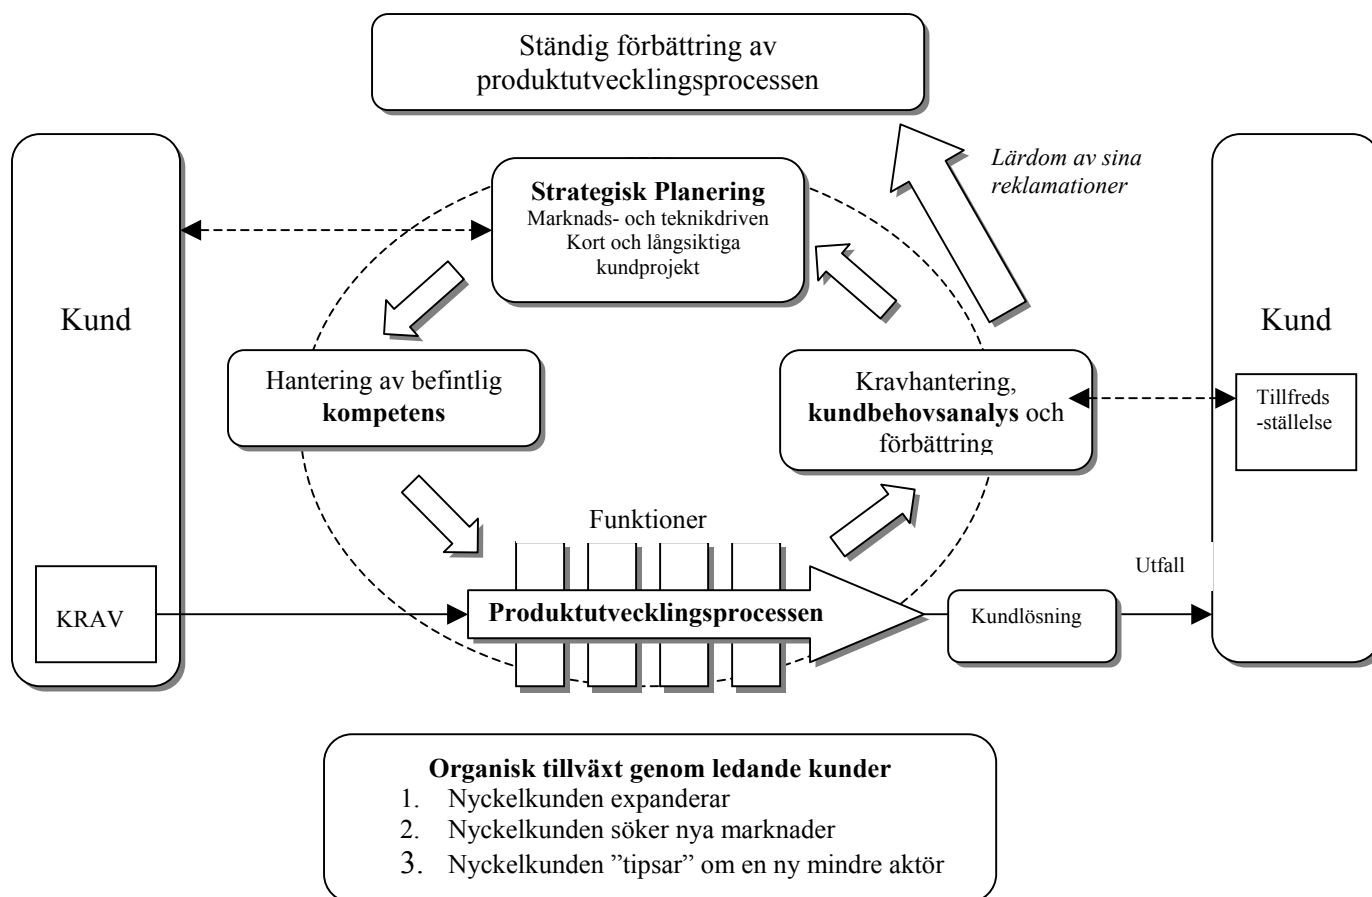 Ständig förbättring av
produktutvecklingsprocessen
Lärdom av sina
reklamationer
Strategisk Planering
Marknads- och teknikdriven
Kort och långsiktiga
kundprojekt
Kund
Kund
Hantering av befintlig
kompetens
Kravhantering,
kundbehovsanalys och
förbättring
Tillfreds
-ställelse
Funktioner
Utfall
KRAV
Produktutvecklingsprocessen
Kundlösning
Organisk tillväxt genom ledande kunder
1. Nyckelkunden expanderar
2. Nyckelkunden söker nya marknader
3. Nyckelkunden ”tipsar” om en ny mindre aktör